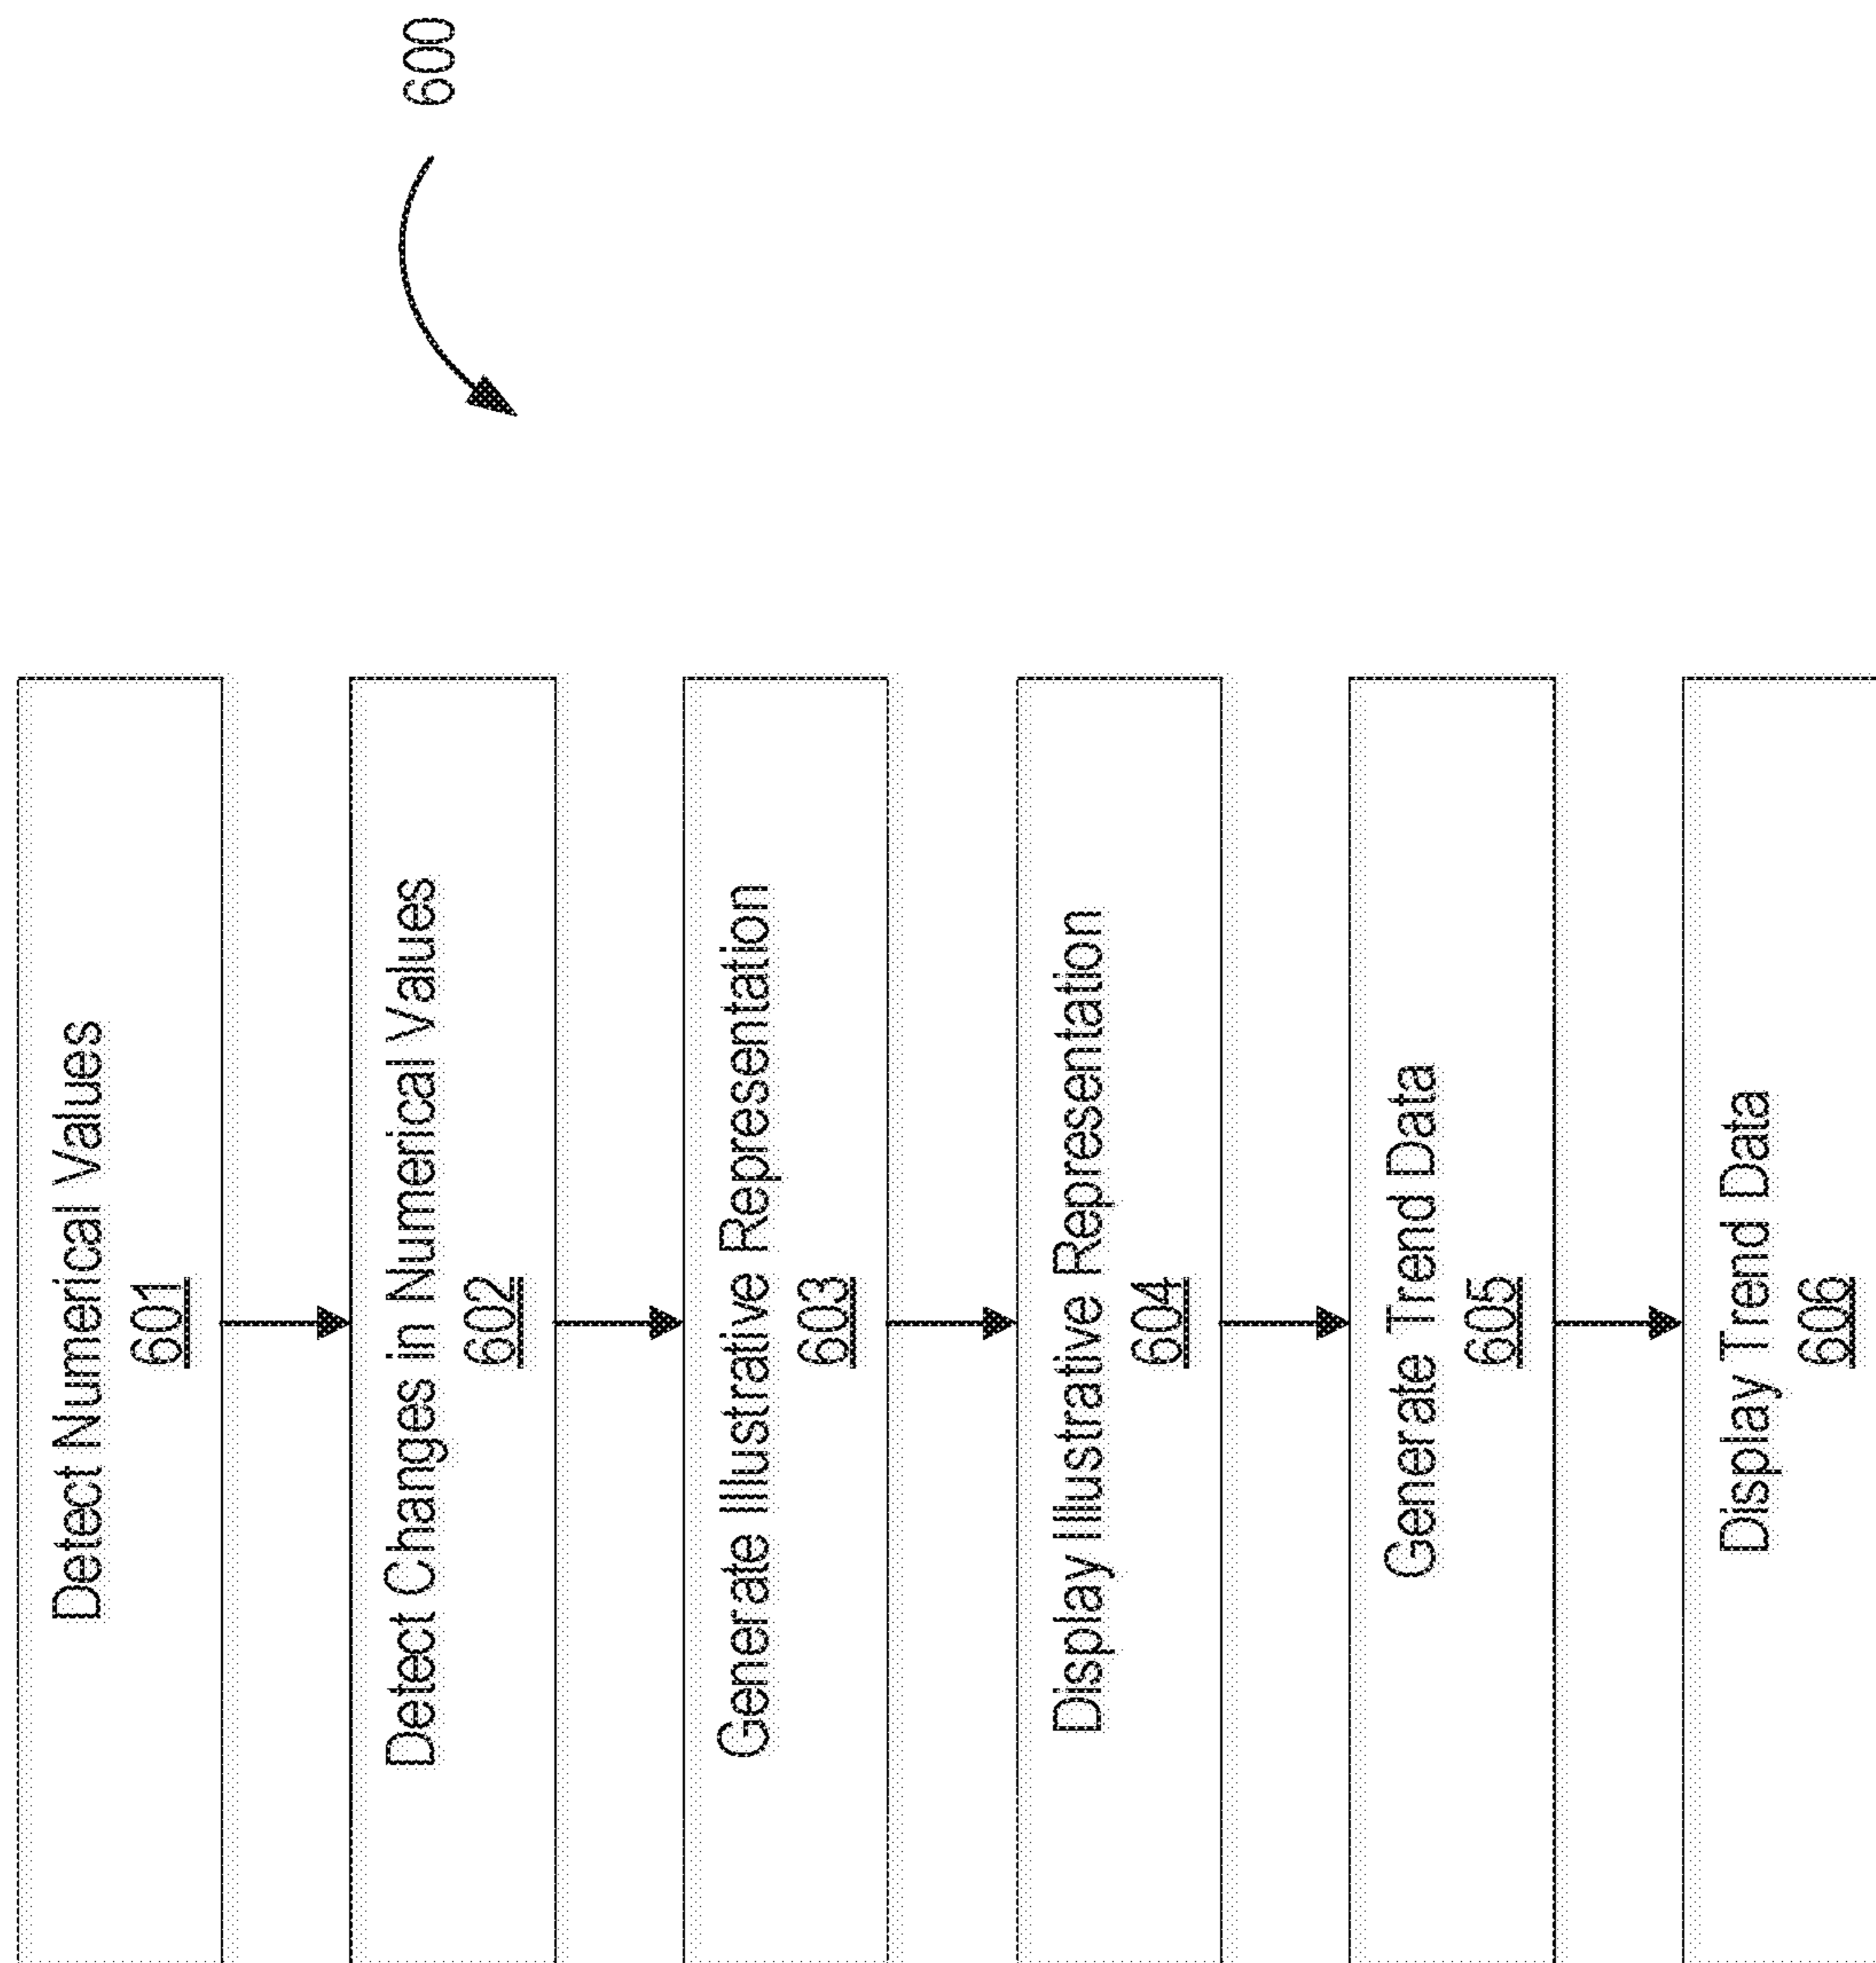 600
Detect Numerical Values
601
Detect Changes in Numerical Values
602
Generate Illustrative Representation
603
Display Illustrative Representation
604
Generate Trend Data
605
Display Trend Data
606